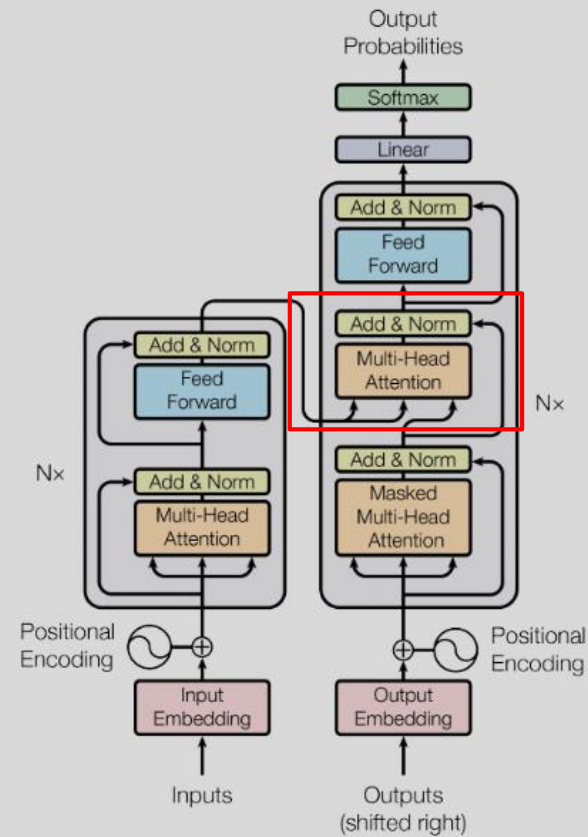 Output
Probabilities
Softmax
Linear
Add & Norm
Feed
Forward
Add & Norm
Multi-Head
Attention
Nx
Add & Norm
Masked
Multi-Head
Attention
Add & Norm
Feed
Forward
Nx
Add & Norm
Multi-Head
Attention
Positional
Encoding
Positional
Encoding
Input
Embedding
Output
Embedding
Inputs
Outputs
(shifted right)